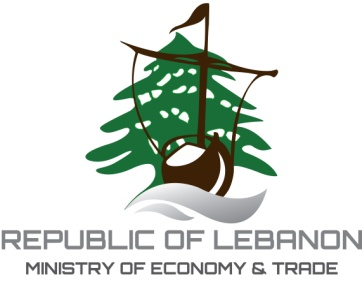 REPUBLIC OF LEBANON
MINISTRY OF ECONOMY & TRADE